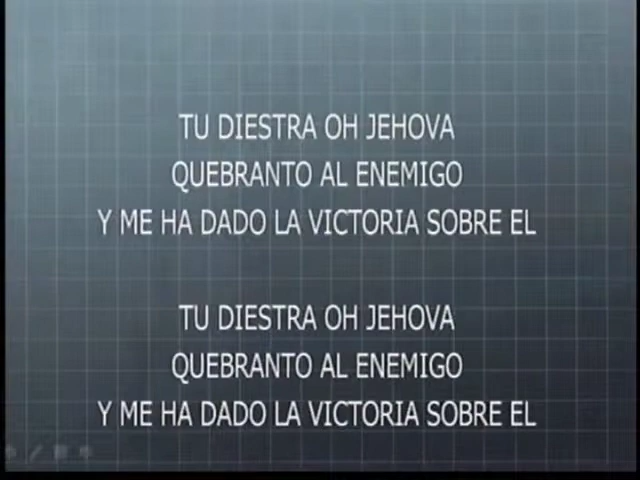 TU DIESTRA OH JEHOVA
QUEBRANTO AL ENEMIGO
Y ME HA DADO LA VICTORIA SOBRE EL
TU DIESTRA OH JEHOVA
QUEBRANTO AL ENEMIGO
Y ME HA DADO LA VICTORIA SOBRE EL